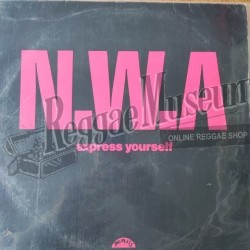 N.W.A
ReggaeMuseum
ONLINE REGGAE SHOP
express yourself